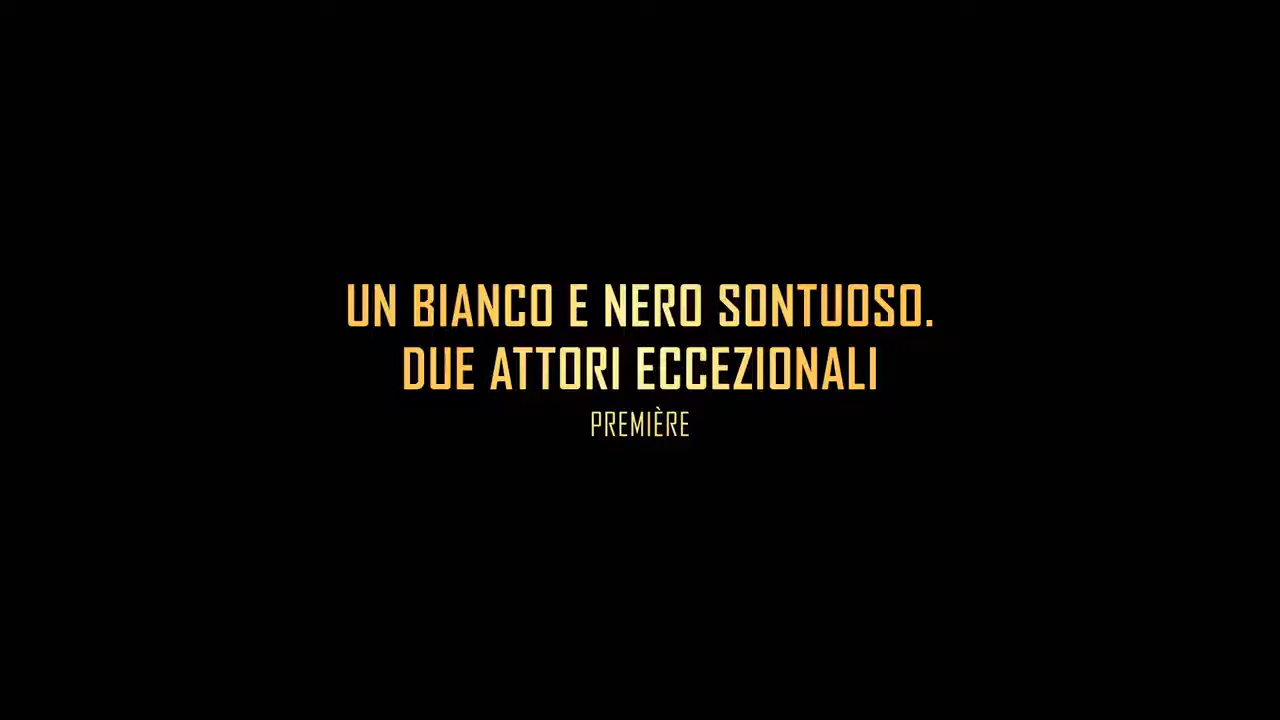 UN BIANCO E NERO SONTUOSO.
DUE ATTORI ECCEZIONALI
PREMIÈRE